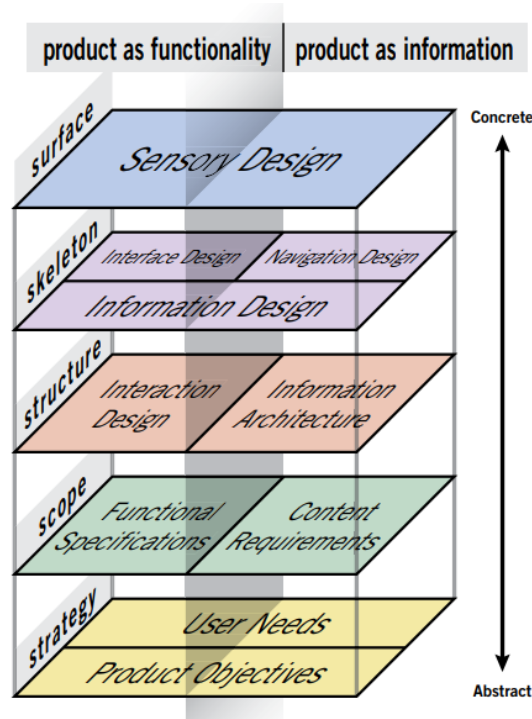 product as functionality
product as information
Concrete
surface
Sensory Design
skeleton
Interface Design
Navigation Design
Information Design
structure
Interaction
Design
Information
Architecture
scope
Functional
Specifications
Content
Requirements
strategy
User Needs
Product Objectives
Abstract